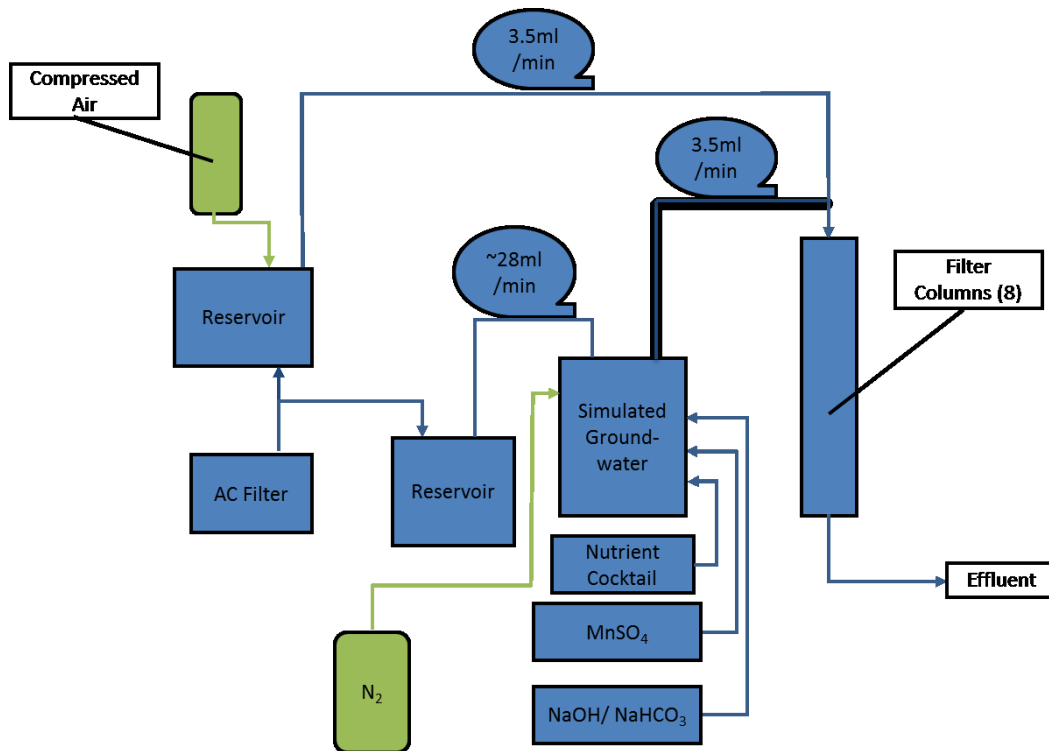 3.5ml
/min
Compressed
Air
3.5ml
/min
~28ml
/min
Filter
Columns (8)
Reservoir
Simulated
Ground-
water
AC Filter
Reservoir
Nutrient
Cocktail
Effluent
MnSO₄
N₂
NaOH/ NaHCO₃